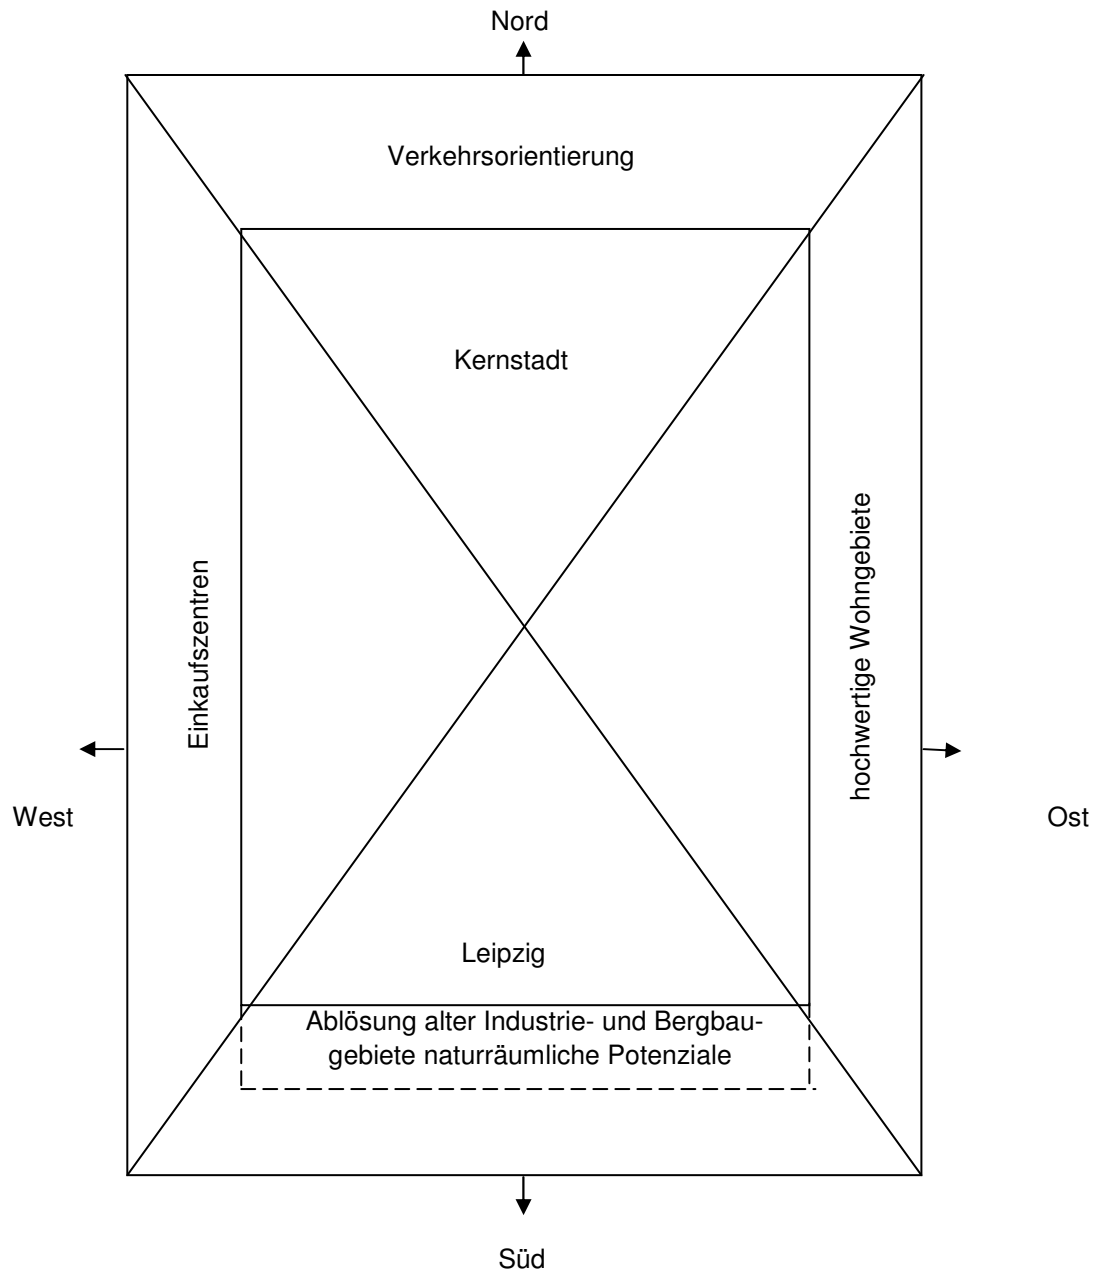 Nord
Verkehrsorientierung
Kernstadt
Einkaufszentren
hochwertige Wohngebiete
West
Ost
Leipzig
Ablösung alter Industrie- und Bergbau-
gebiete naturräumliche Potenziale
Süd